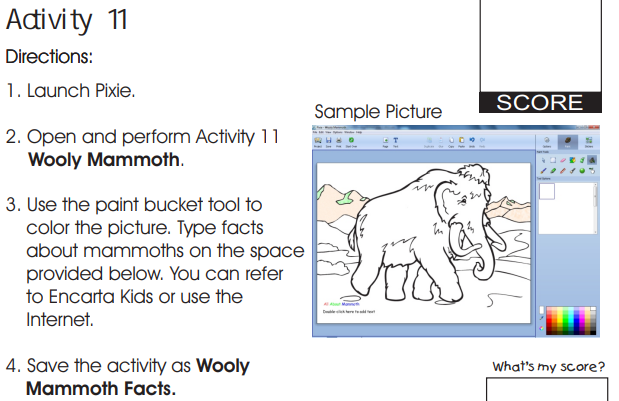 Activity 11
Directions:
SCORE
1. Launch Pixie.
Sample Picture
2. Open and perform Activity 11
Wooly Mammoth.
3. Use the paint bucket tool to
color the picture. Type facts
about mammoths on the space
provided below. You can refer
to Encarta Kids or use the
Internet.
All About Mammoth
Double click here to add text
4. Save the activity as Wooly
Mammoth Facts.
What's my score?